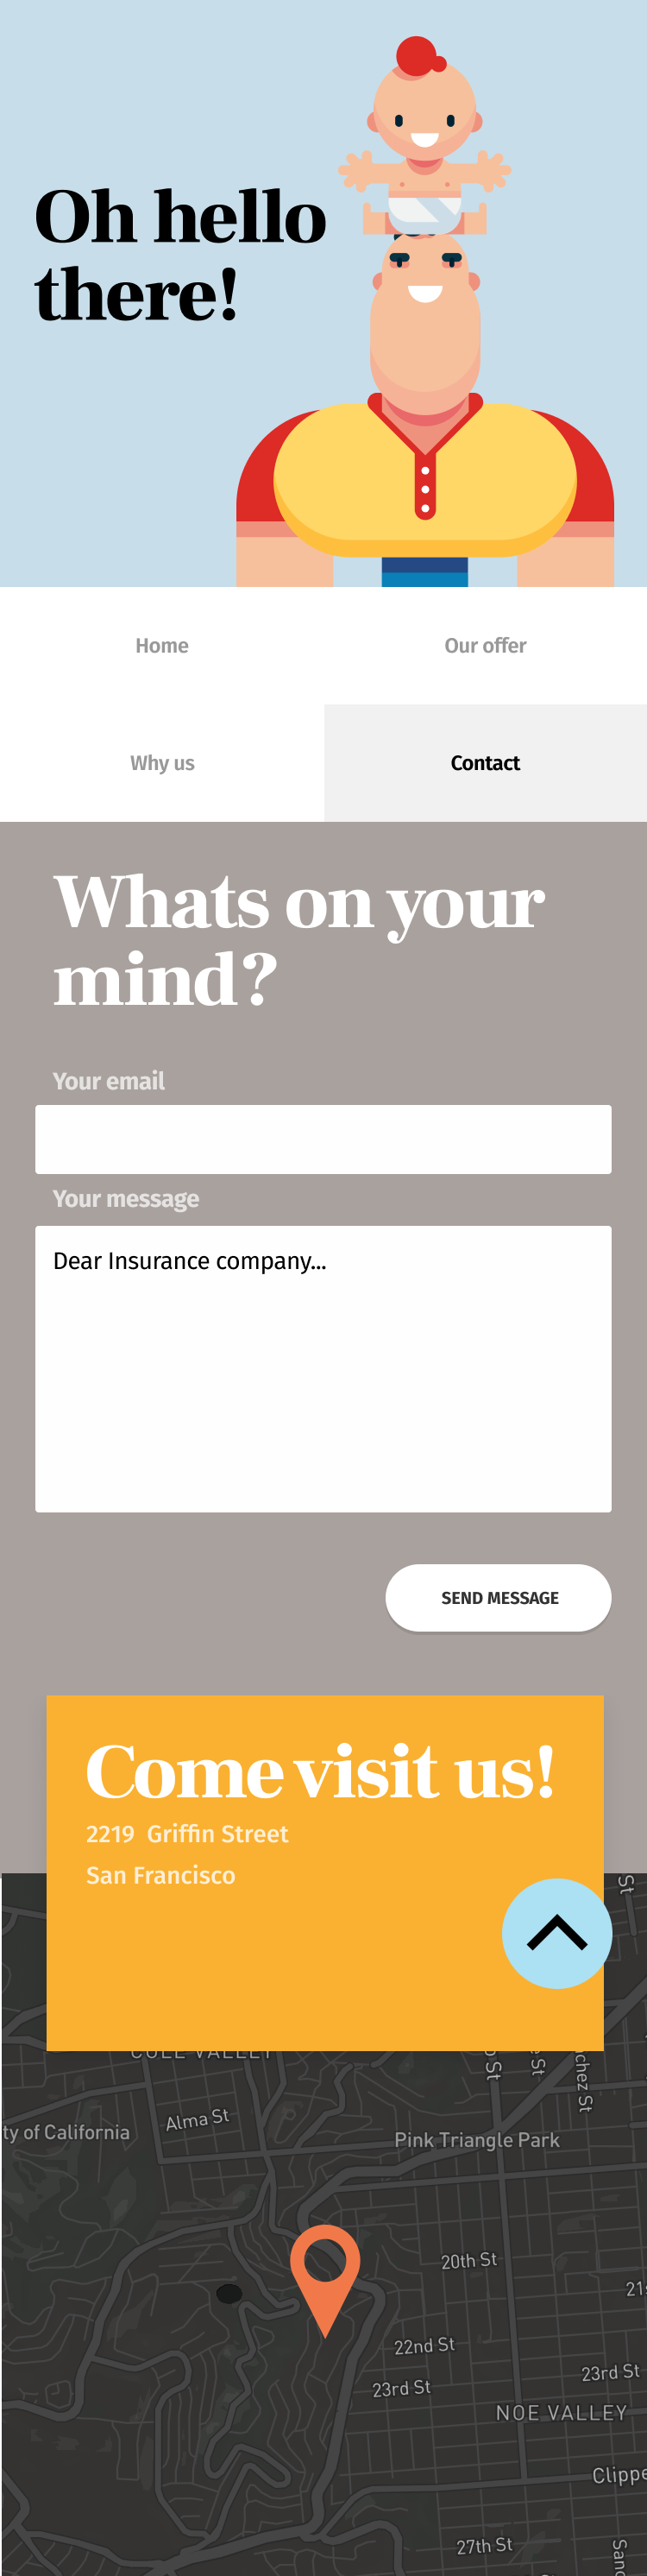 Oh hello
there!
Home
Our offer
Why us
Contact
Whats on your
mind?
Your email
Your message
Dear Insurance company...
SEND MESSAGE
Come visit us!
2219 Griffin Street
San Francisco
St
COLE VALLEY
St
St
chez St
Alma St
ty of California
Pink Triangle Park
20th St
21s
22nd St
23rd St
23rd St
NOE VALLEY
Clippe
27th St
Sanc